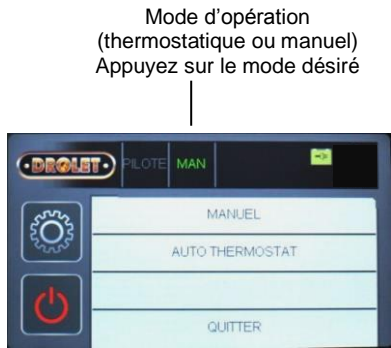 Mode d'opération
(thermostatique ou manuel)
Appuyez sur le mode désiré
DROLET PILOTE MAN
MANUEL
AUTO THERMOSTAT
QUITTER